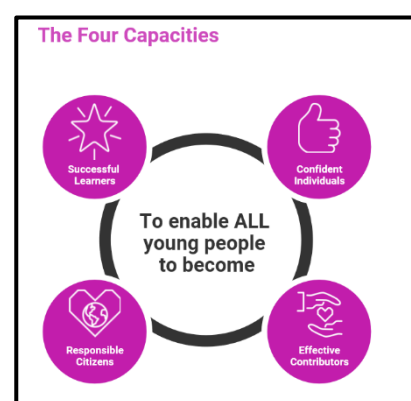 The Four Capacities
Successful
Learners
Confident
Individuals
To enable ALL
young people
to become
Responsible
Citizens
Effective
Contributors